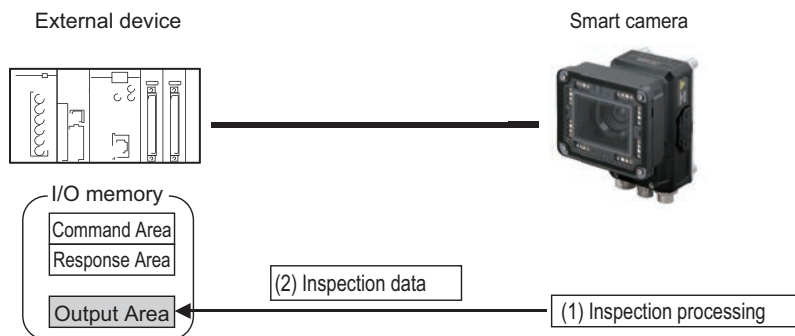 External device
Smart camera
I/O memory
Command Area
Response Area
Output Area
(2) Inspection data
(1) Inspection processing